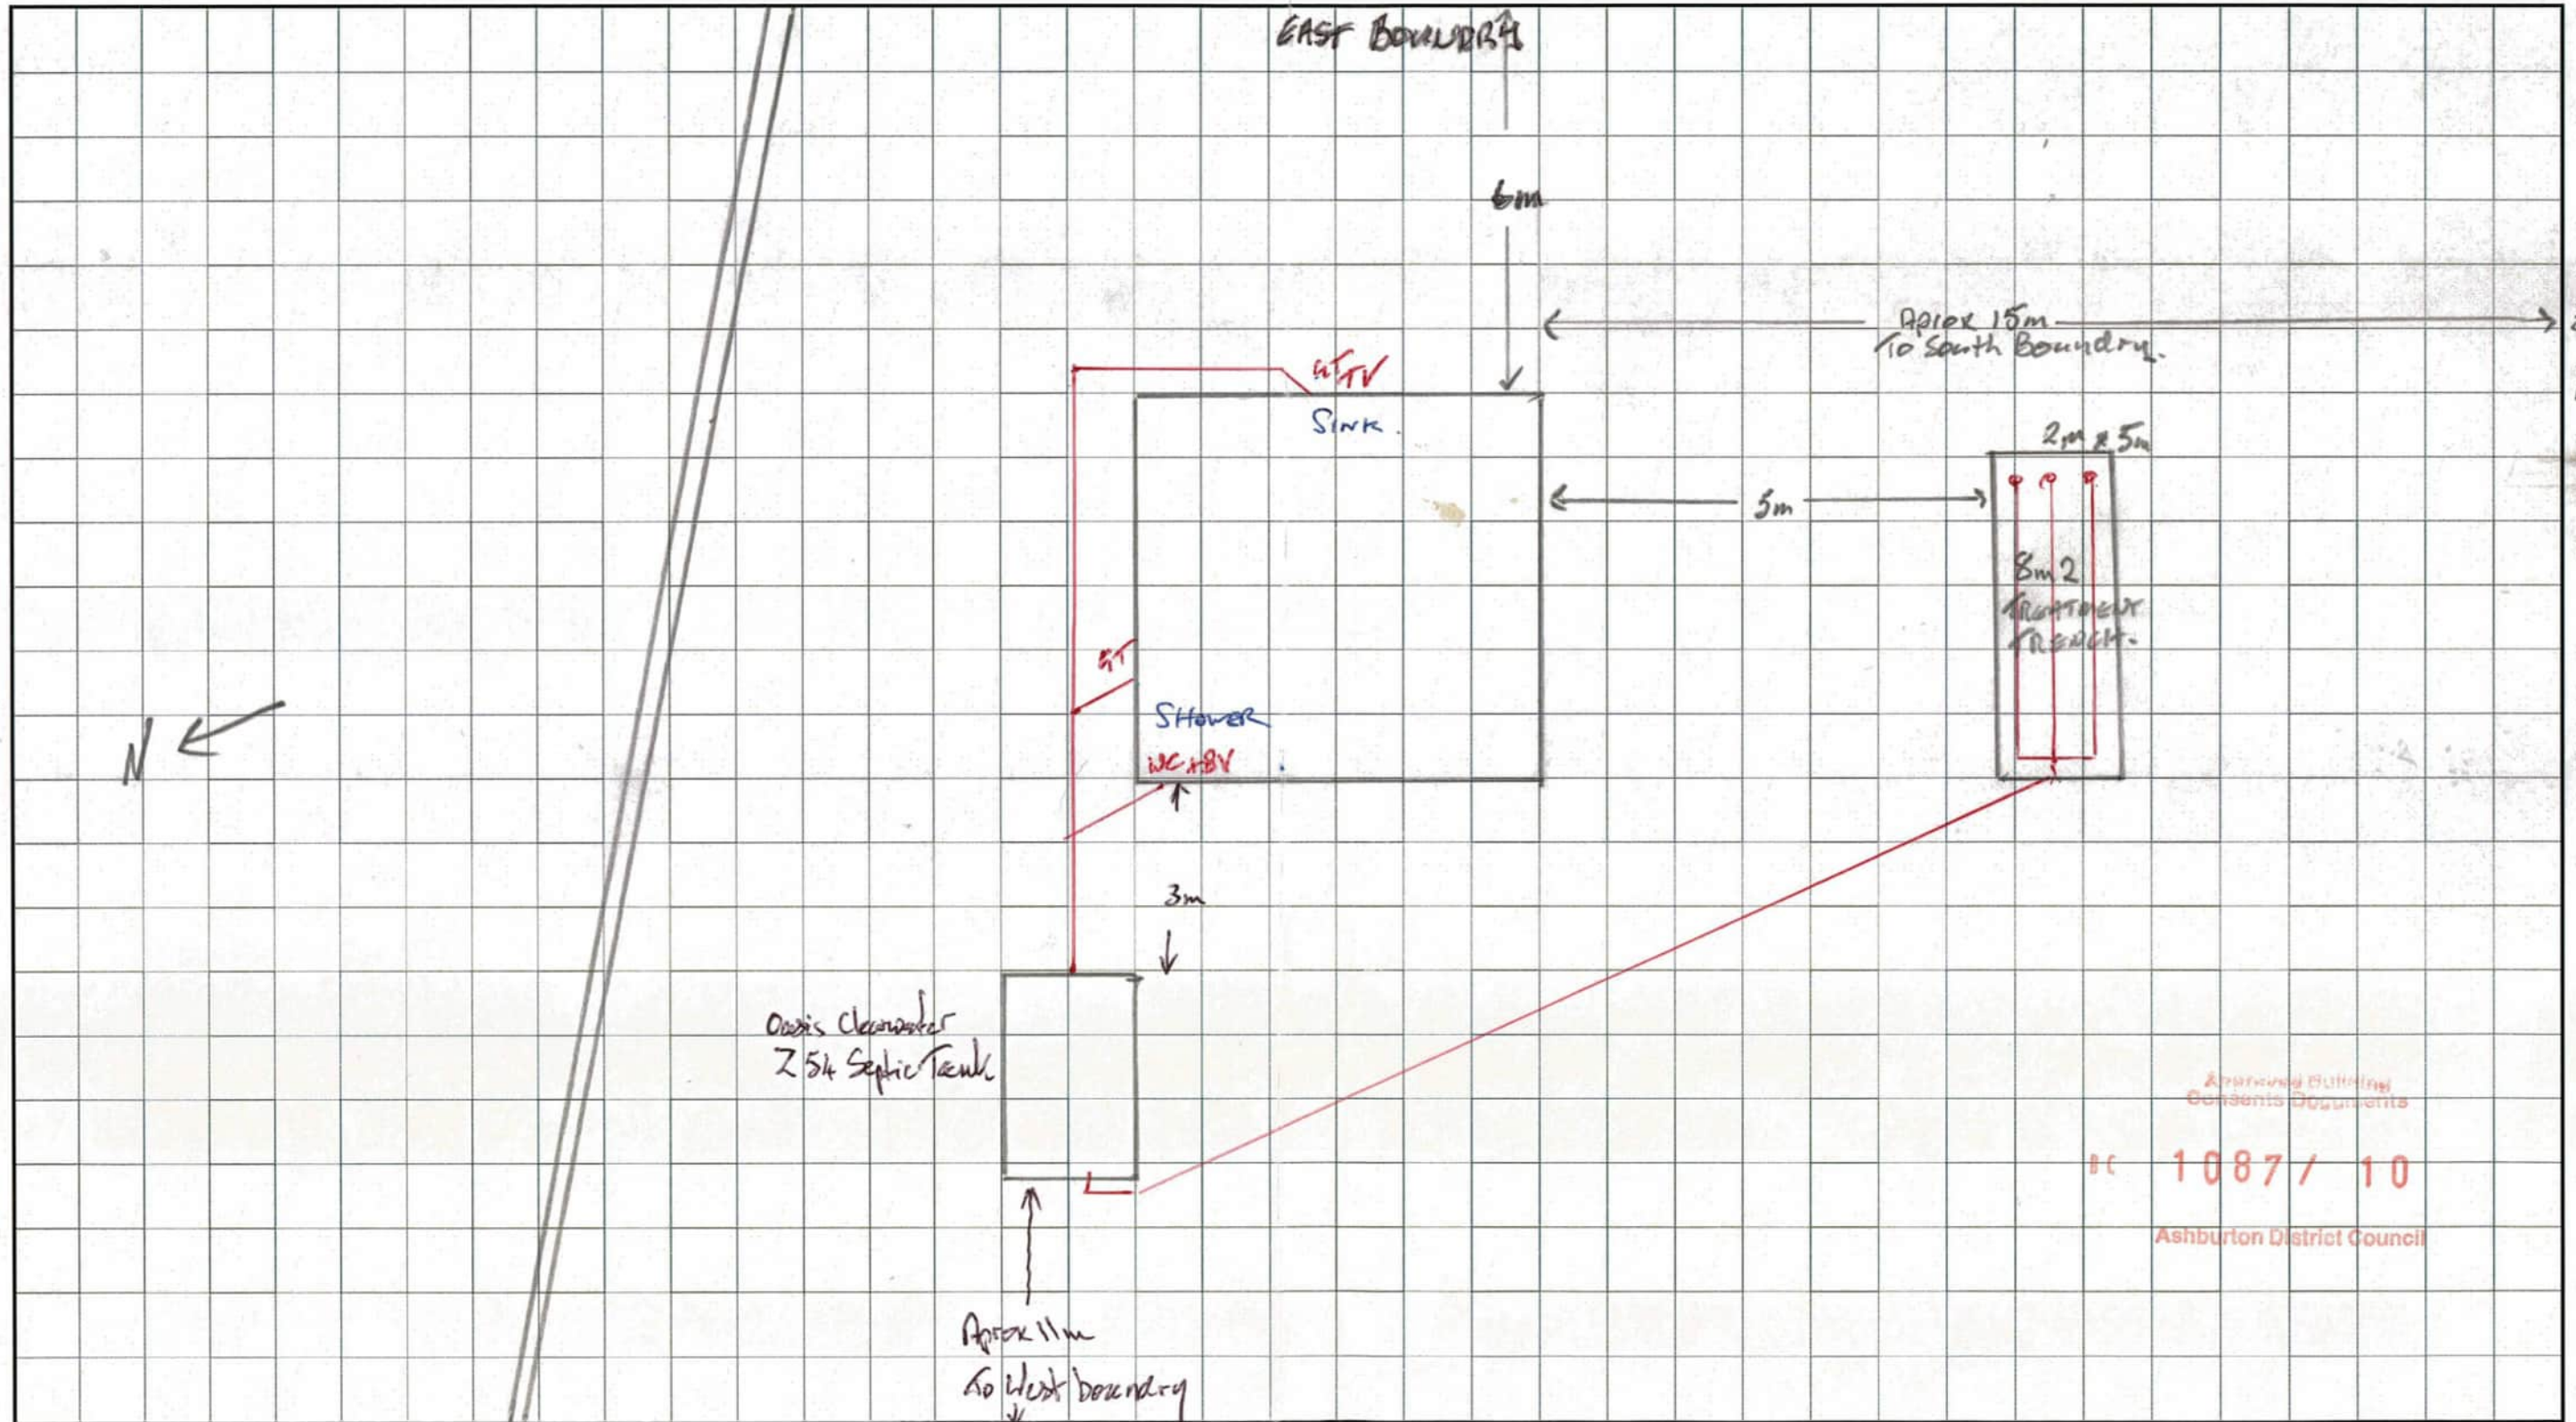 EAST BOUNDRY
6m
Aprox 15m
To South Boundry.
GT TV
Sink.
2m x 5m
5m
8m2
TREATMENT
TRENCH.
GT
SHOWER
WC + BV
N
3m
Oasis Clearwater
Z54 Septic Tank
Approved Building
Consents Documents
BC 1087 / 10
Ashburton District Council
Aprox 11m
To West boundry